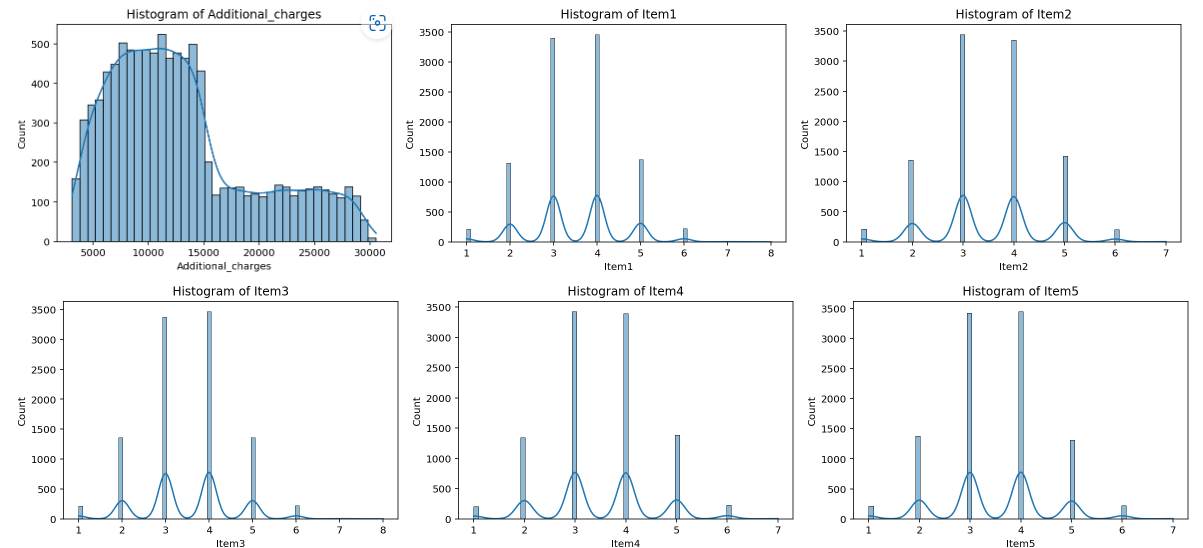 Histogram of Additional_charges
Count
500
400
300
200
100
0
5000 10000 15000 20000 25000 30000
Additional_charges
Histogram of Item1
Count
3500
3000
2500
2000
1500
1000
500
0
1 2 3 4 5 6 7 8
Item1
Histogram of Item2
Count
3500
3000
2500
2000
1500
1000
500
0
1 2 3 4 5 6 7
Item2
Histogram of Item3
Count
3500
3000
2500
2000
1500
1000
500
0
1 2 3 4 5 6 7 8
Item3
Histogram of Item4
Count
3500
3000
2500
2000
1500
1000
500
0
1 2 3 4 5 6 7
Item4
Histogram of Item5
Count
3500
3000
2500
2000
1500
1000
500
0
1 2 3 4 5 6 7
Item5